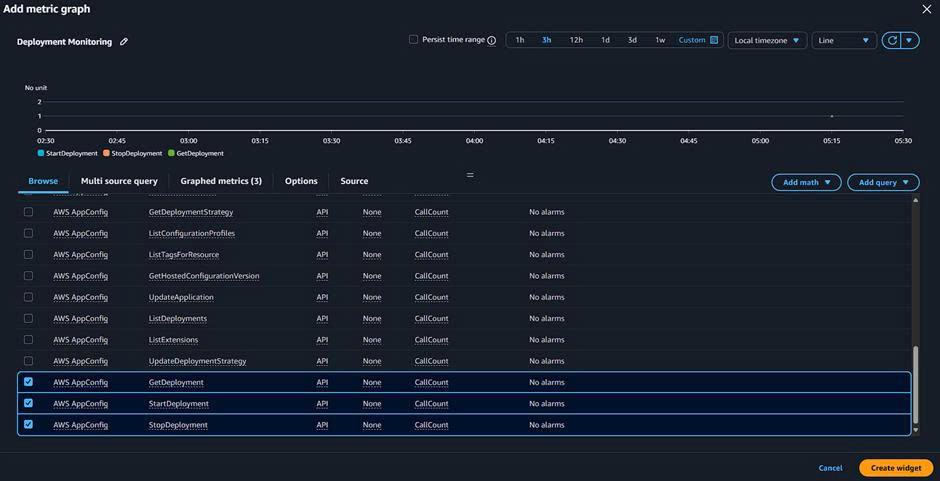 Add metric graph
Deployment Monitoring
Persist time range 1h 3h 12h 1d 3d 1w Custom Local timezone Line
No unit
2
1
0
02:30 02:45 03:00 03:15 03:30 03:45 04:00 04:15 04:30 04:45 05:00 05:15 05:30
StartDeployment StopDeployment GetDeployment
Browse Multi source query Graphed metrics (3) Options Source Add math Add query
AWS AppConfig GetDeploymentStrategy API None CallCount No alarms
AWS AppConfig ListConfigurationProfiles API None CallCount No alarms
AWS AppConfig ListTagsForResource API None CallCount No alarms
AWS AppConfig GetHostedConfigurationVersion API None CallCount No alarms
AWS AppConfig UpdateApplication API None CallCount No alarms
AWS AppConfig ListDeployments API None CallCount No alarms
AWS AppConfig ListExtensions API None CallCount No alarms
AWS AppConfig UpdateDeploymentStrategy API None CallCount No alarms
AWS AppConfig GetDeployment API None CallCount No alarms
AWS AppConfig StartDeployment API None CallCount No alarms
AWS AppConfig StopDeployment API None CallCount No alarms
Cancel Create widget